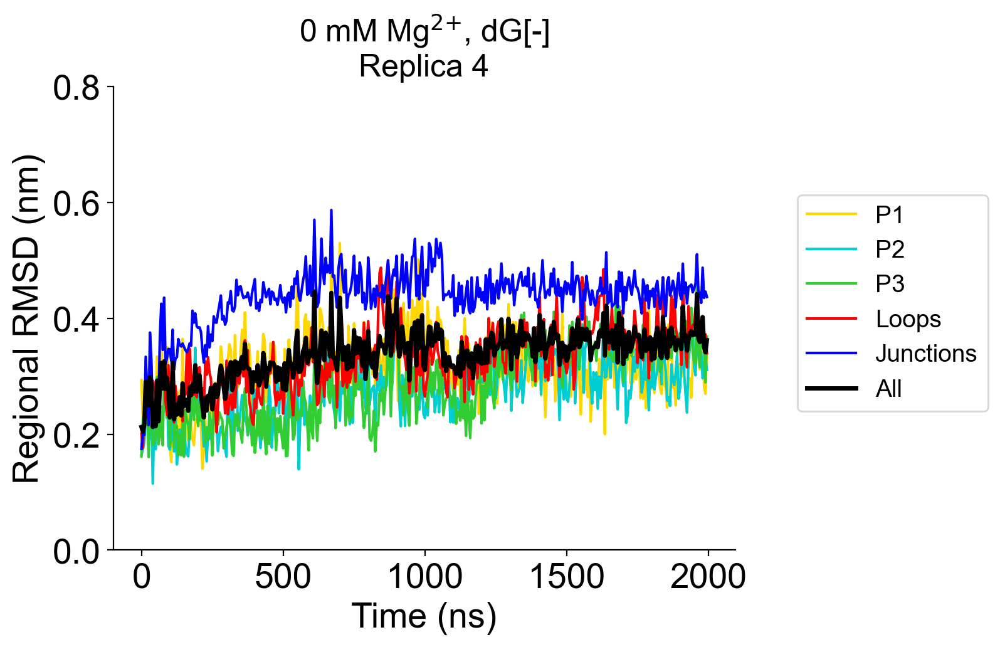 0 mM Mg²⁺, dG[-]
Replica 4
Regional RMSD (nm)
0.8
0.6
0.4
0.2
0.0
0 500 1000 1500 2000
Time (ns)
P1
P2
P3
Loops
Junctions
All